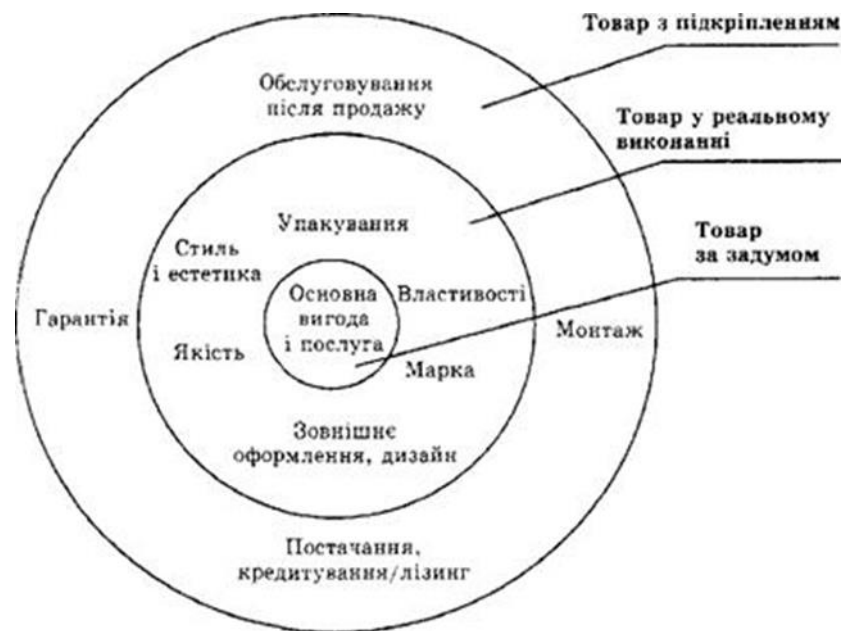 Товар з підкріпленням
Обслуговування
після продажу
Товар у реальному
виконанні
Упакування
Товар
за задумом
Стиль
і естетика
Основна
вигода
і послуга
Властивості
Гарантія
Монтаж
Якість
Марка
Зовнішнє
оформлення, дизайн
Постачання,
кредитування/лізинг